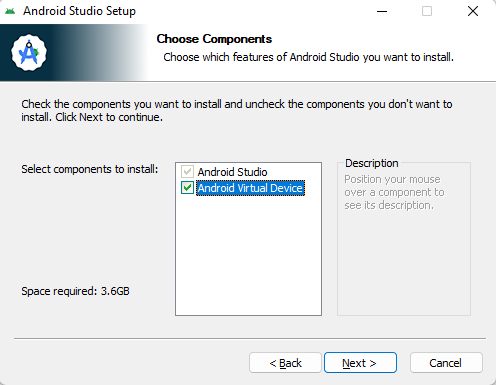 Android Studio Setup
Choose Components
Choose which features of Android Studio you want to install.
Check the components you want to install and uncheck the components you don't want to
install. Click Next to continue.
Select components to install:
Android Studio
Android Virtual Device
Description
Position your mouse
over a component to
see its description.
Space required: 3.6GB
< Back
Next >
Cancel